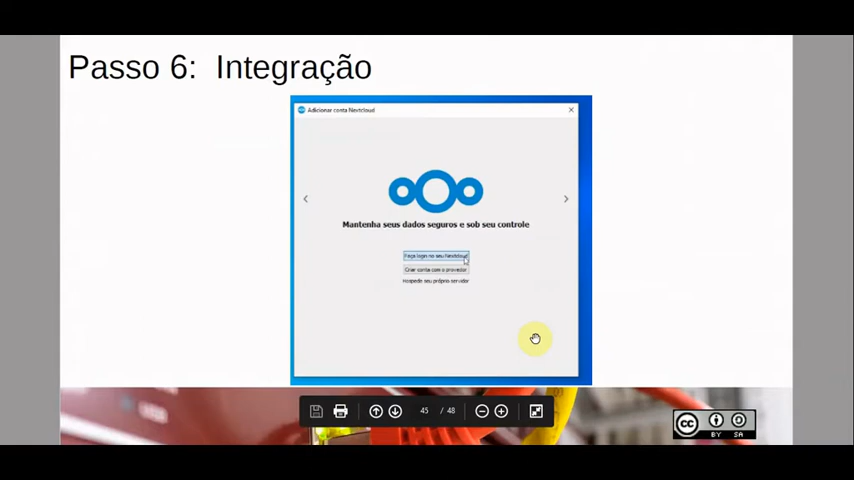 Passo 6: Integração
Adicionar conta Nextcloud
Mantenha seus dados seguros e sob seu controle
Faça login no seu Nextcloud
Criar conta com o provedor
Hospede seu próprio servidor
45 / 48
cc
BY SA